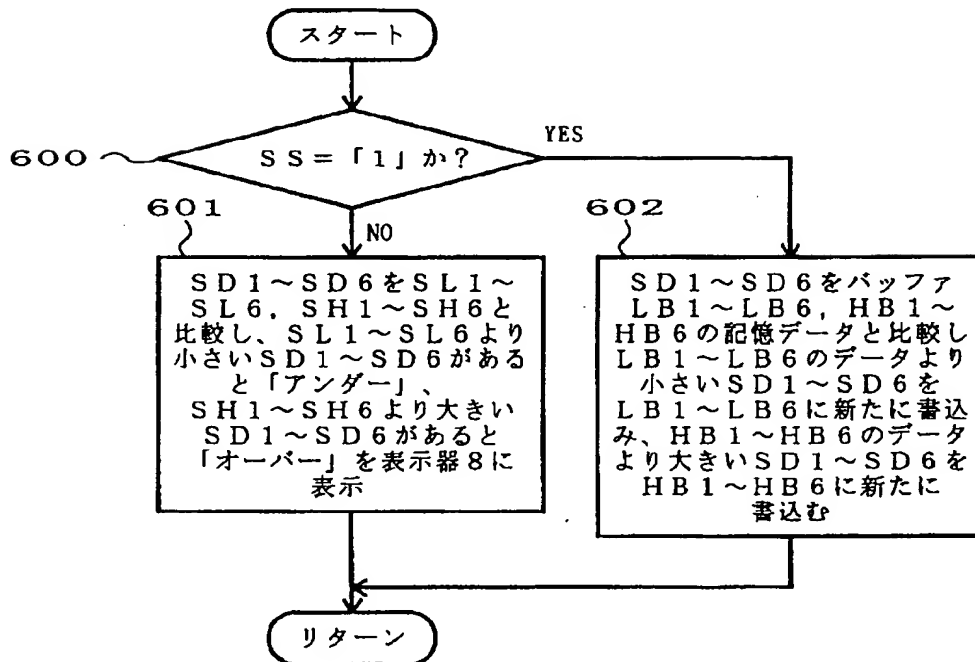 スタート
600
SS=「1」か?
YES
NO
601
SD1~SD6をSL1~
SL6,SH1~SH6と
比較し、SL1~SL6より
小さいSD1~SD6がある
と「アンダー」、
SH1~SH6より大きい
SD1~SD6があると
「オーバー」を表示器8に
表示
602
SD1~SD6をバッファ
LB1~LB6,HB1~
HB6の記憶データと比較し
LB1~LB6のデータより
小さいSD1~SD6を
LB1~LB6に新たに書込
み、HB1~HB6のデータ
より大きいSD1~SD6を
HB1~HB6に新たに
書込む
リターン